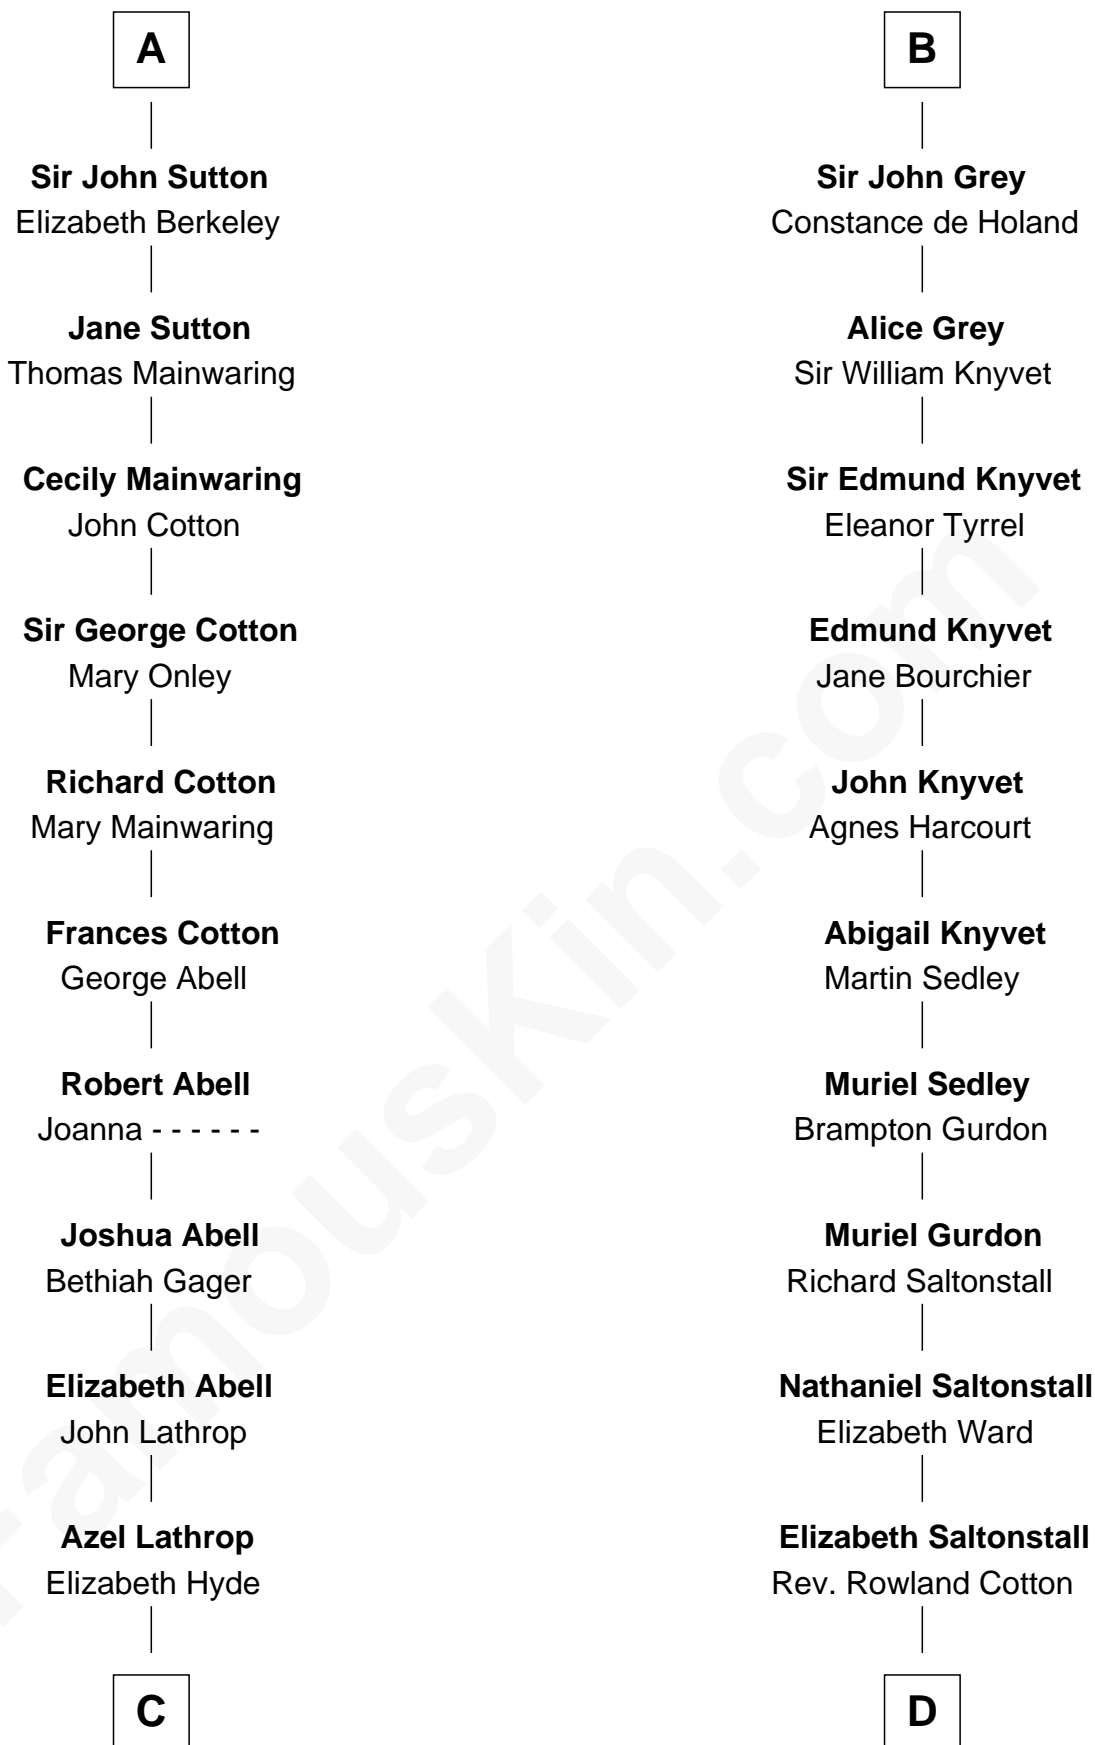 A
Sir John Sutton
Elizabeth Berkeley
Jane Sutton
Thomas Mainwaring
Cecily Mainwaring
John Cotton
Sir George Cotton
Mary Onley
Richard Cotton
Mary Mainwaring
Frances Cotton
George Abell
Robert Abell
Joanna - - - - - -
Joshua Abell
Bethiah Gager
Elizabeth Abell
John Lathrop
Azel Lathrop
Elizabeth Hyde
C
B
Sir John Grey
Constance de Holand
Alice Grey
Sir William Knyvet
Sir Edmund Knyvet
Eleanor Tyrrel
Edmund Knyvet
Jane Bourchier
John Knyvet
Agnes Harcourt
Abigail Knyvet
Martin Sedley
Muriel Sedley
Brampton Gurdon
Muriel Gurdon
Richard Saltonstall
Nathaniel Saltonstall
Elizabeth Ward
Elizabeth Saltonstall
Rev. Rowland Cotton
D
FamousKin.com